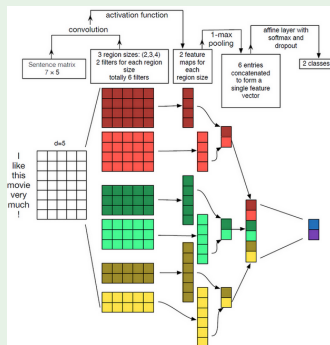 activation function
convolution
1-max
pooling
affine layer with
softmax and
dropout
Sentence matrix
7 × 5
3 region sizes: (2,3,4)
2 filters for each region
size
totally 6 filters
2 feature
maps for
each
region size
6 entries
concatenated
to form a
single feature
vector
2 classes
d=5
I
like
this
movie
very
much
!